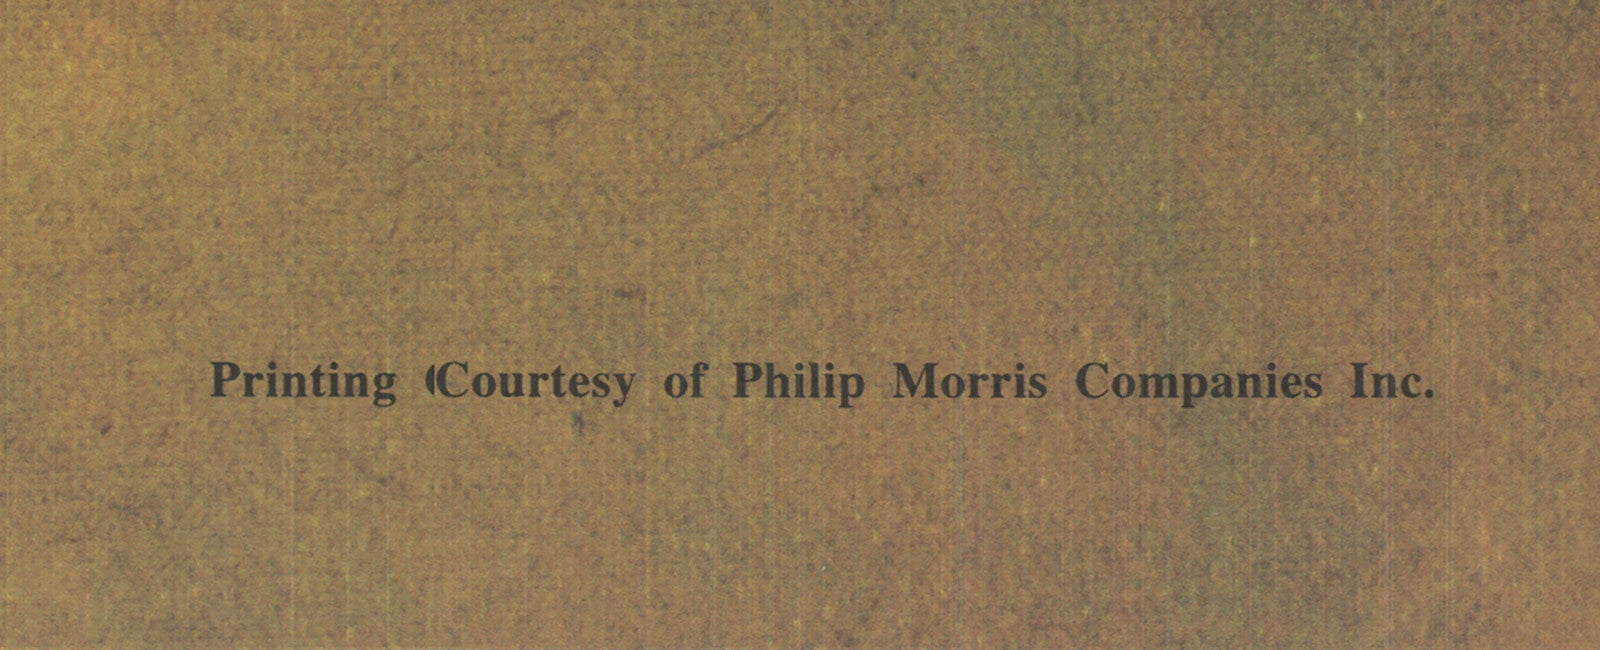 Printing Courtesy of Philip Morris Companies Inc.